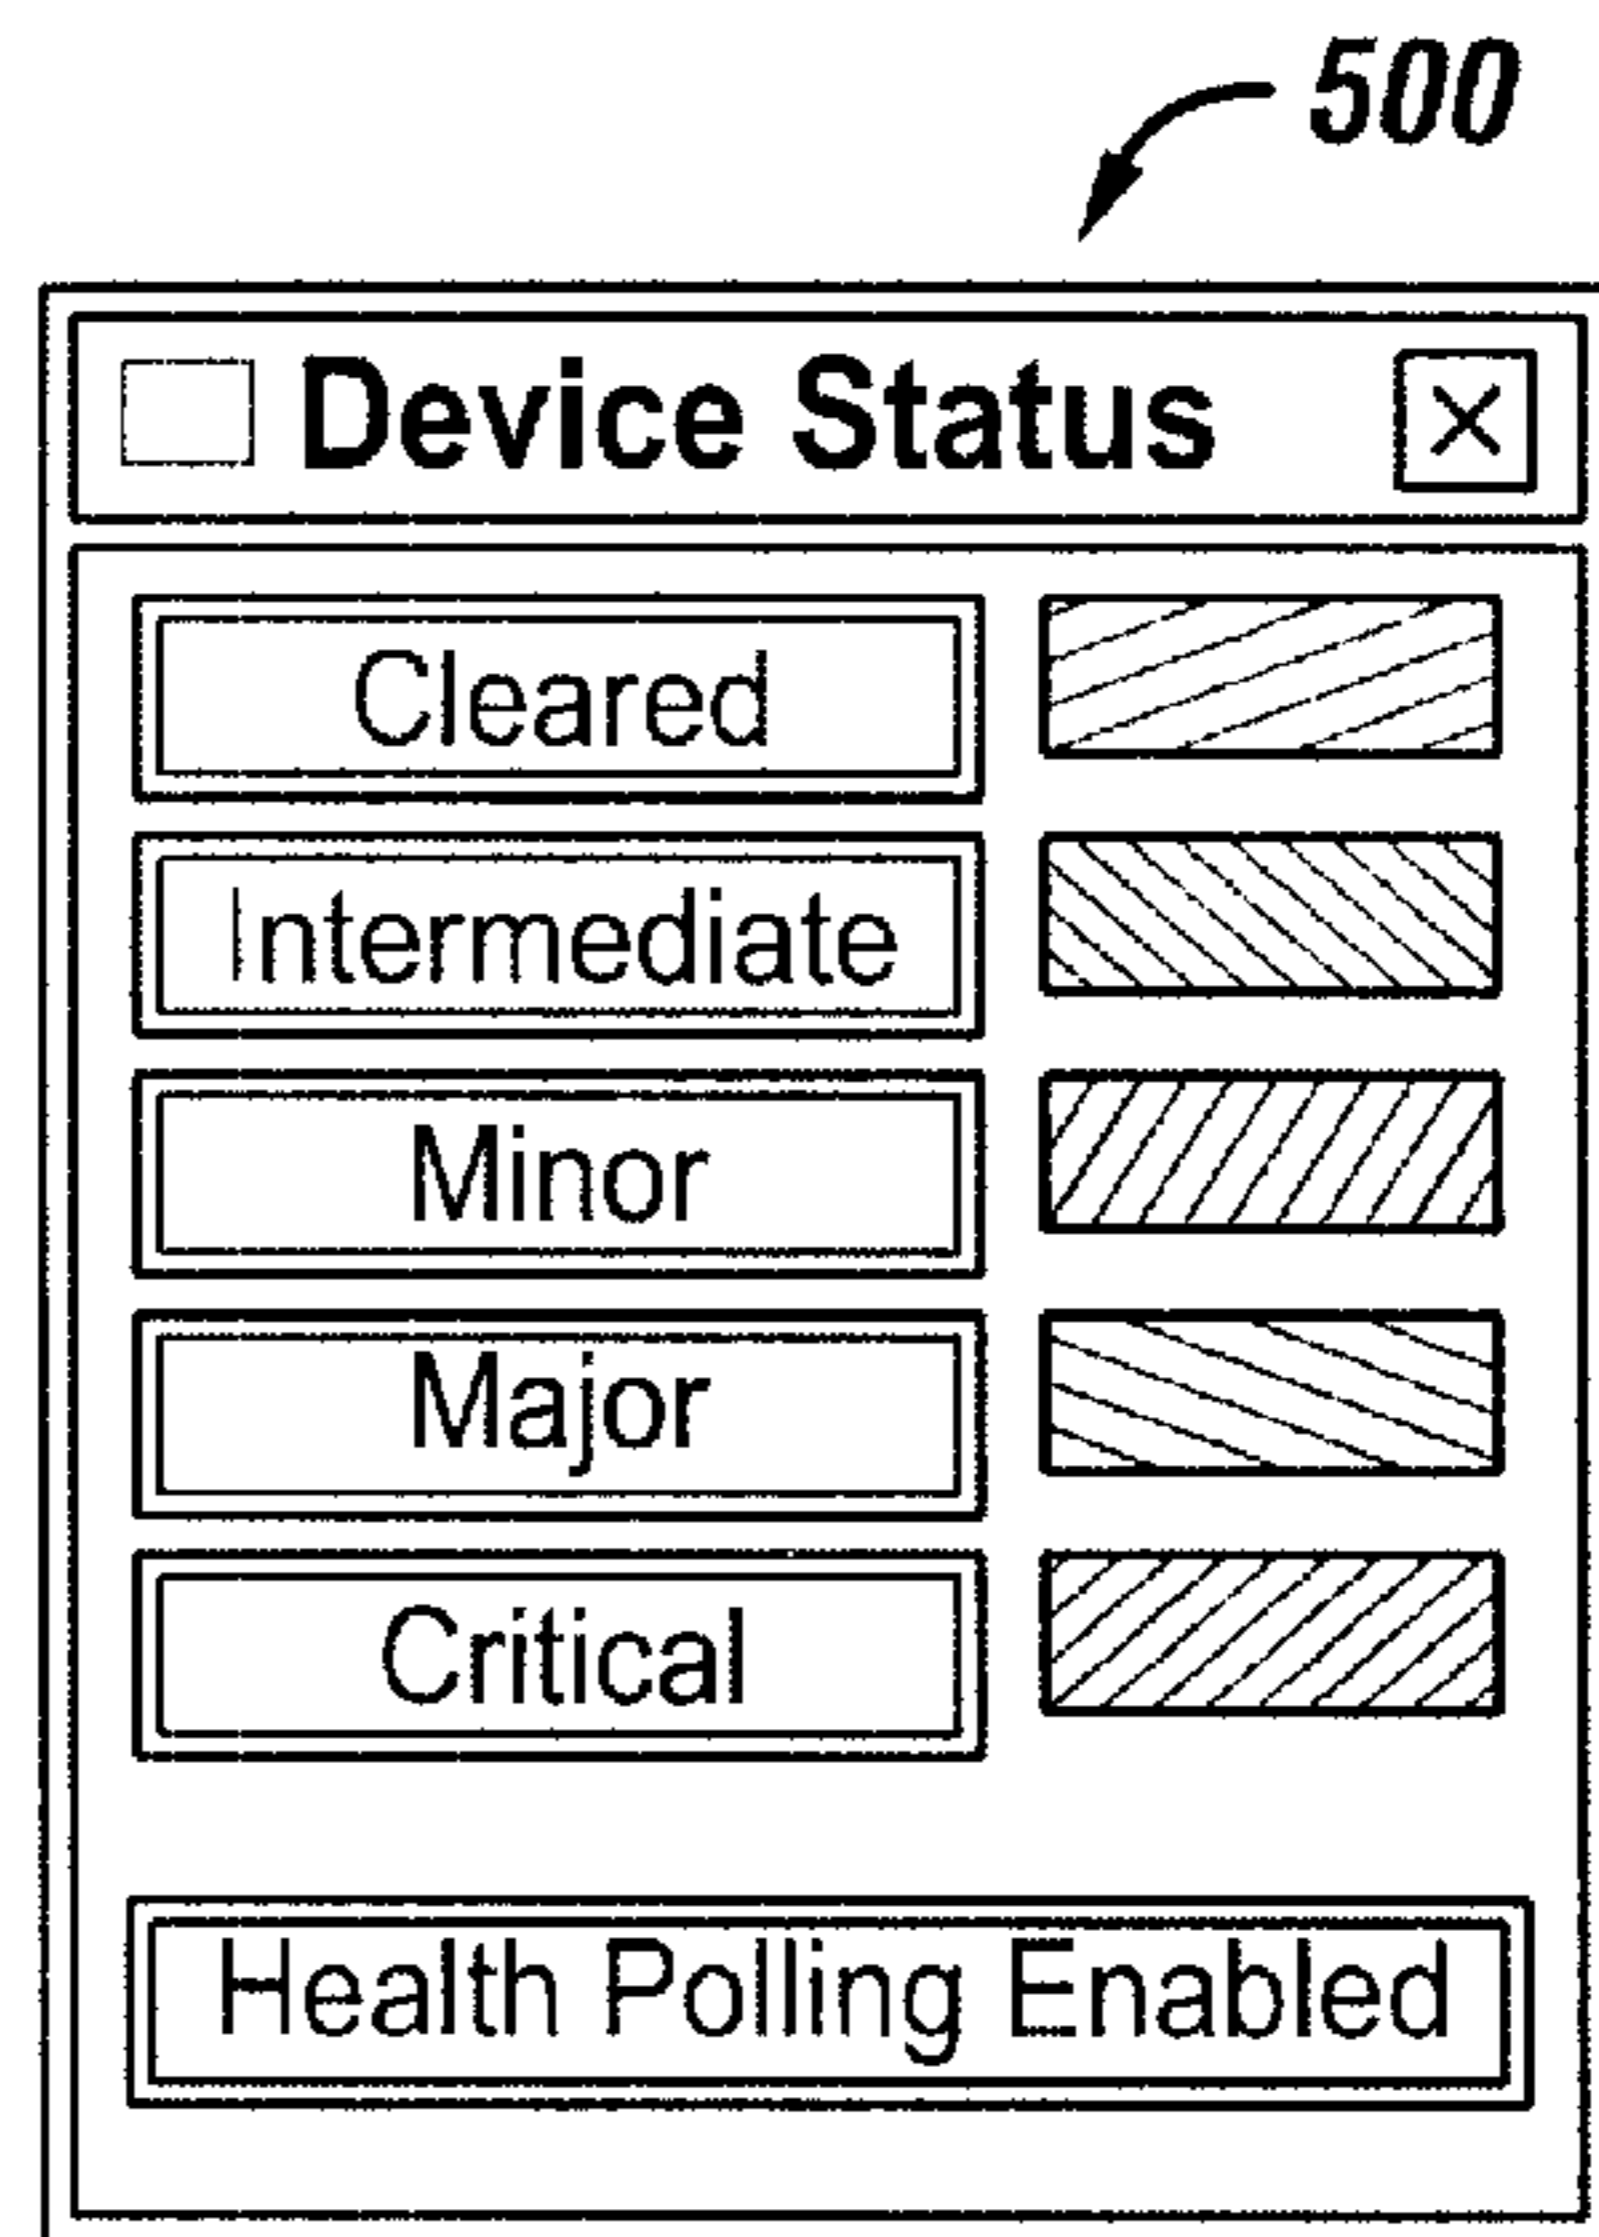 500
Device Status
Cleared
Intermediate
Minor
Major
Critical
Health Polling Enabled